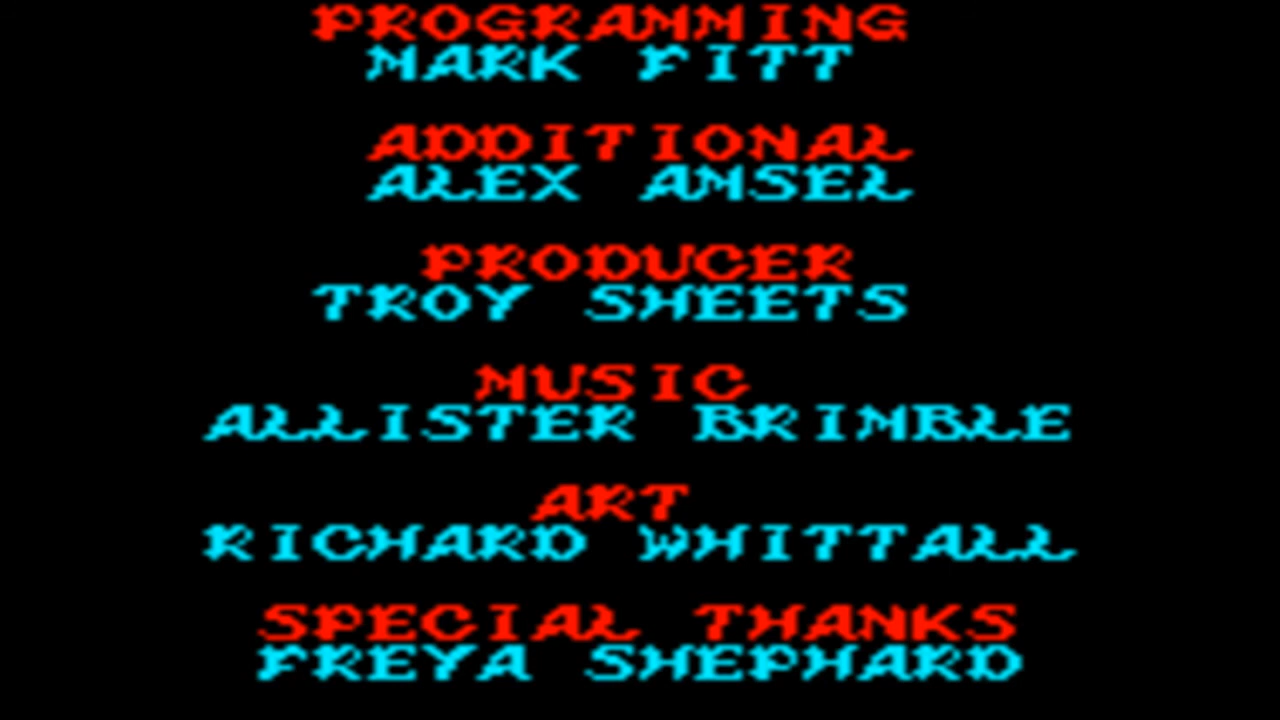 PROGRAMMING
MARK FITT
ADDITIONAL
ALEX AMSEL
PRODUCER
TROY SHEETS
MUSIC
ALLISTER BRIMBLE
ART
RICHARD WHITTALL
SPECIAL THANKS
FREYA SHEPHARD